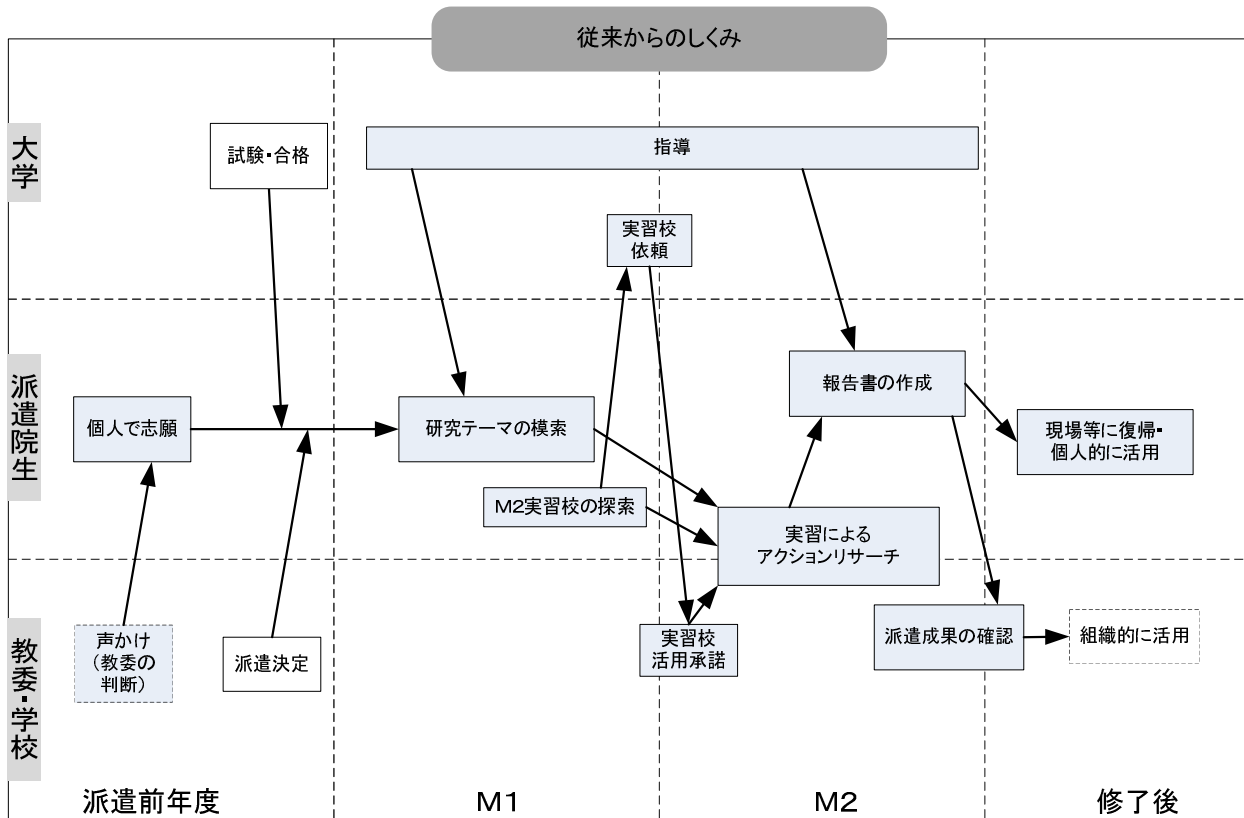 従来からのしくみ
大学
試験・合格
指導
実習校
依頼
派遣院生
個人で志願
研究テーマの模索
報告書の作成
現場等に復帰・
個人的に活用
M2実習校の探索
実習による
アクションリサーチ
教委・学校
声かけ
(教委の
判断)
派遣決定
実習校
活用承諾
派遣成果の確認
組織的に活用
派遣前年度
M1
M2
修了後